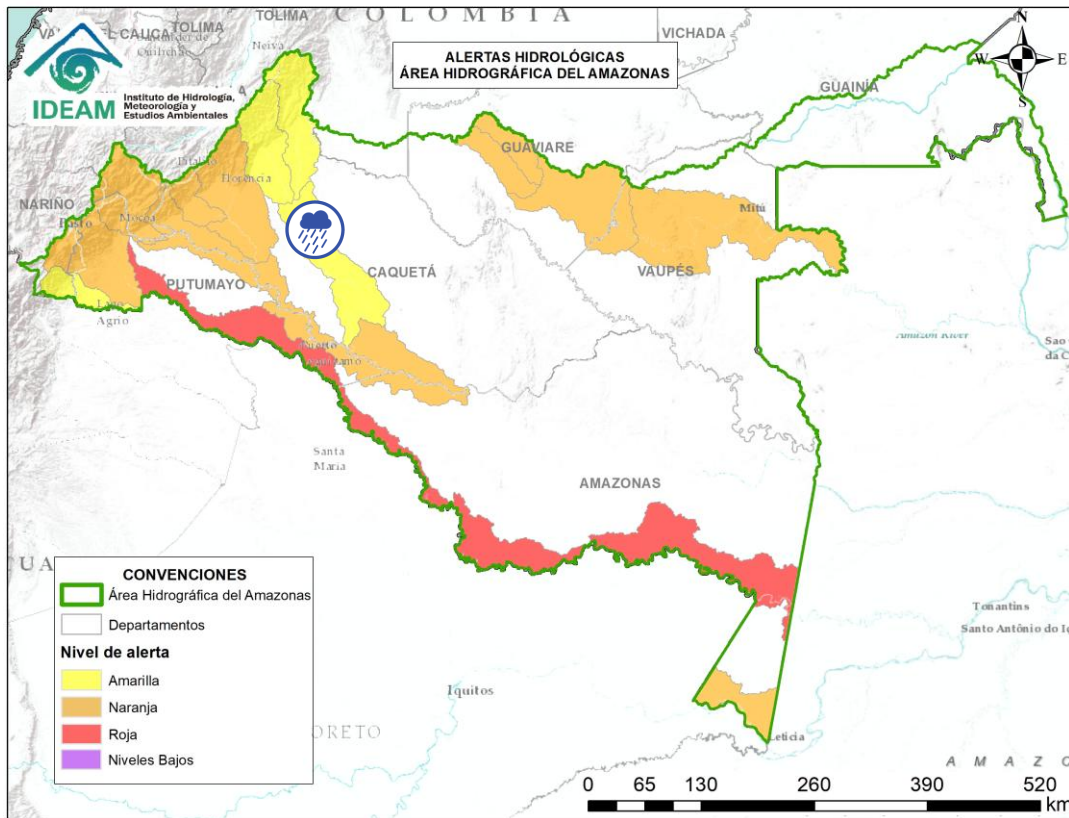 COLOMBIA
TOLIMA
TOLIMA
VICHADA
Neiva
ALERTAS HIDROLÓGICAS
ÁREA HIDROGRÁFICA DEL AMAZONAS
N
W
E
S
IDEAM
Instituto de Hidrología,
Meteorología y
Estudios Ambientales
GUAINÍA
GUAVIARE
Florencia
NARIÑO
Pasto
Mocoa
Mitú
VAUPÉS
CAQUETÁ
PUTUMAYO
Lago
Agrio
Puerto
Amazon River
Santa
María
AMAZONAS
CONVENCIONES
Área Hidrográfica del Amazonas
Departamentos
Nivel de alerta
Amarilla
Naranja
Roja
Niveles Bajos
Tonantins
Santo Antônio do
Iquitos
Leticia
0 65 130 260 390 520
km